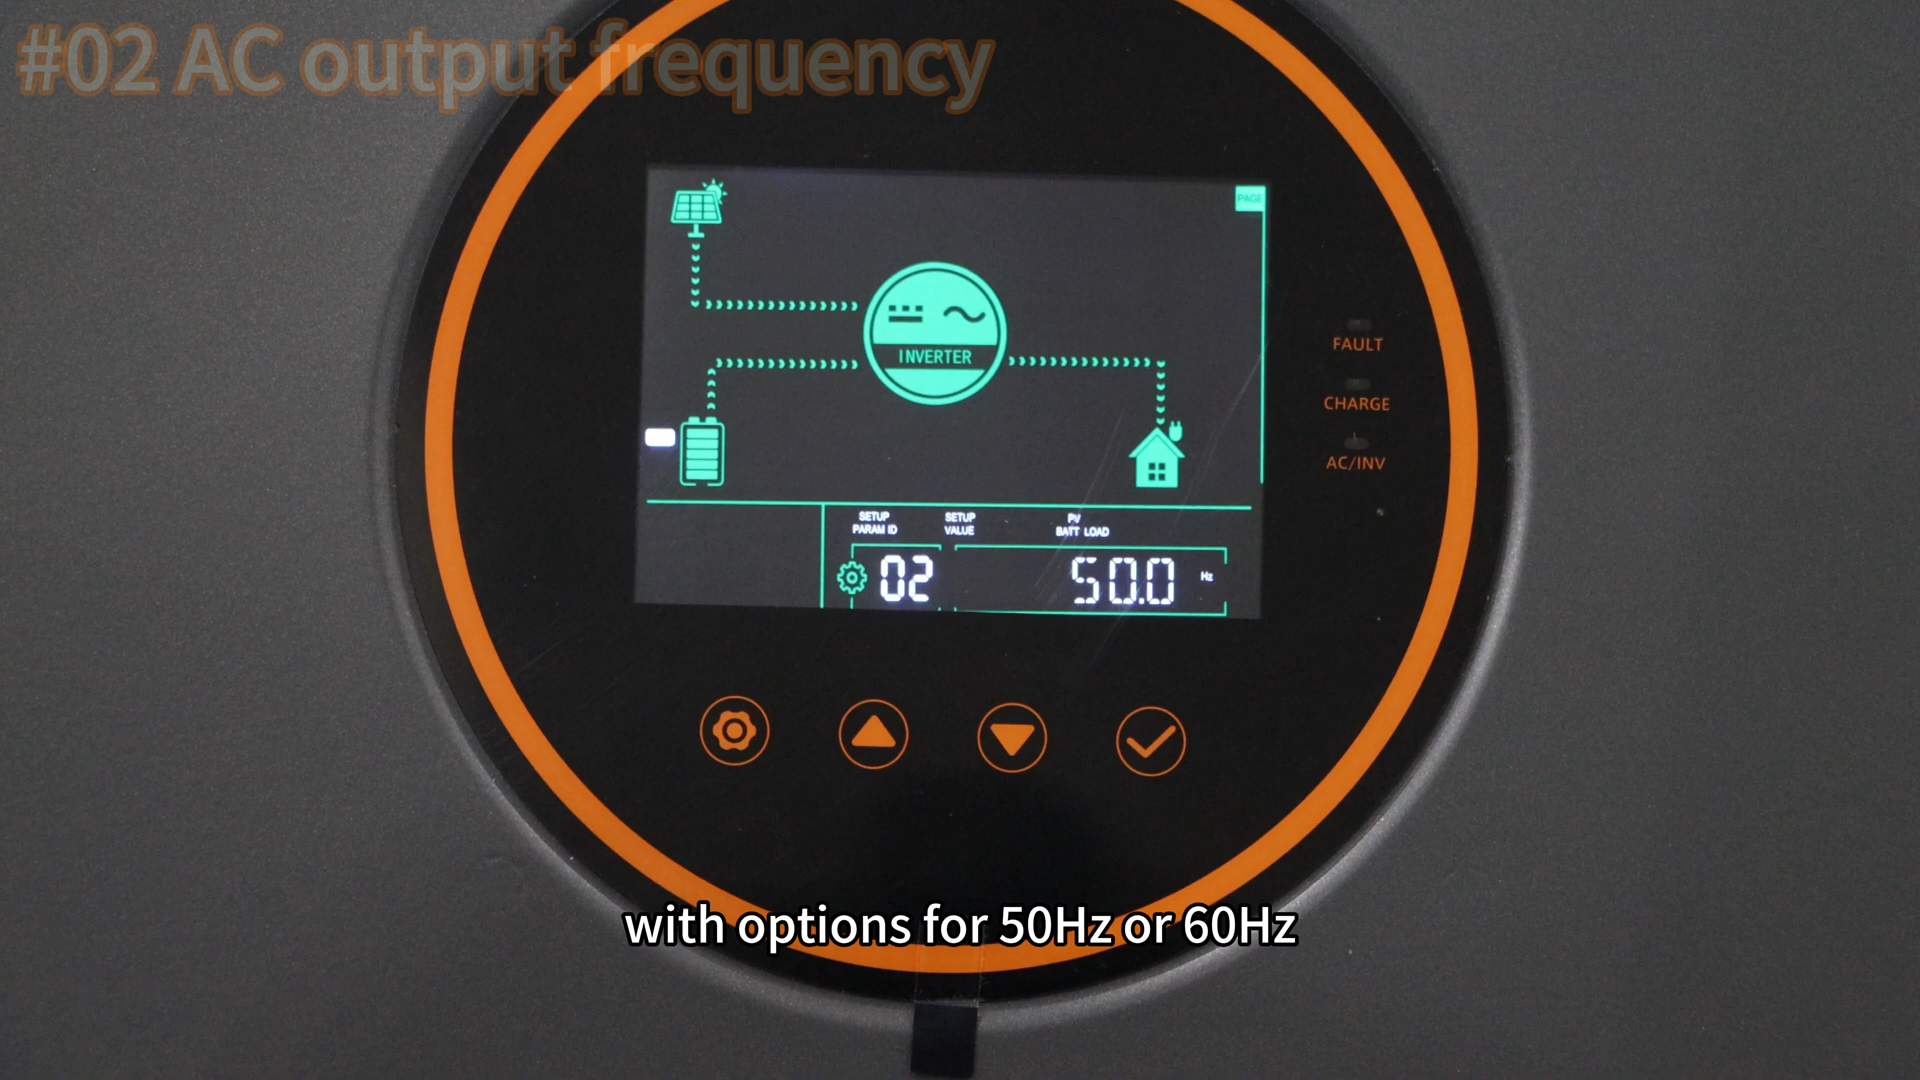 #02 AC output frequency
PAGE
INVERTER
FAULT
CHARGE
AC/INV
SETUP
PARAM ID
SETUP
VALUE
PV
BATT LOAD
02
50.0
Hz
with options for 50Hz or 60Hz